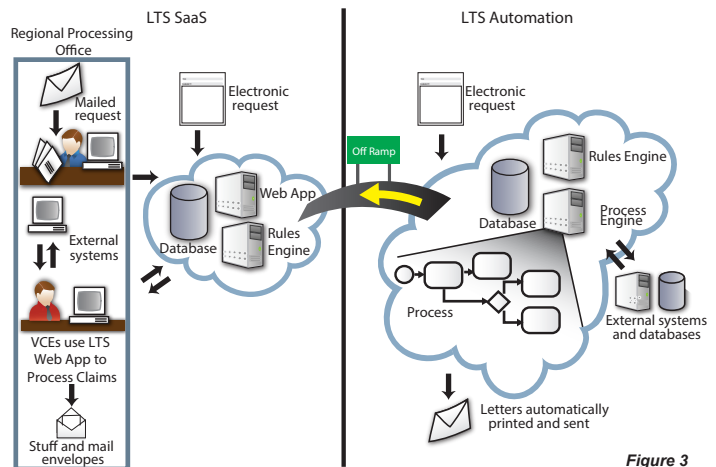 LTS SaaS
LTS Automation
Regional Processing
Office
Mailed
request
External
systems
VCEs use LTS
Web App to
Process Claims
Stuff and mail
envelopes
Electronic
request
Web App
Database
Rules
Engine
Off Ramp
Electronic
request
Rules Engine
Database
Process
Engine
Process
External systems
and databases
Letters automatically
printed and sent
Figure 3